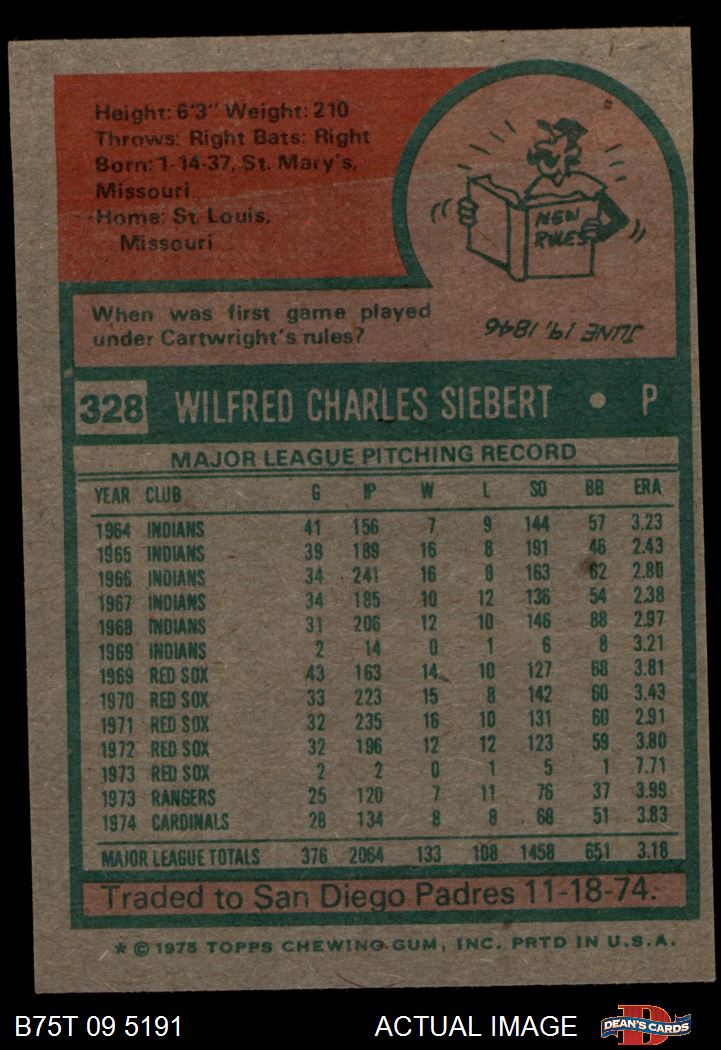 Height: 6'3" Weight: 210
Throws: Right Bats: Right
Born: 1-14-37, St. Mary's,
Missouri
Home: St. Louis,
Missouri
NEW
RULES
When was first game played
under Cartwright's rules?
JUNE 19, 1846
328 WILFRED CHARLES SIEBERT • P
MAJOR LEAGUE PITCHING RECORD
YEAR CLUB G IP W L SO BB ERA
1964 INDIANS 41 156 7 9 144 57 3.23
1965 INDIANS 39 189 16 8 191 46 2.43
1966 INDIANS 34 241 16 8 163 62 2.80
1967 INDIANS 34 185 10 12 136 54 2.38
1968 INDIANS 31 206 12 10 146 88 2.97
1969 INDIANS 2 14 0 1 6 8 3.21
1969 RED SOX 43 163 14 10 127 68 3.81
1970 RED SOX 33 223 15 8 142 60 3.43
1971 RED SOX 32 235 16 10 131 60 2.91
1972 RED SOX 32 196 12 12 123 59 3.80
1973 RED SOX 2 2 0 1 5 1 7.71
1973 RANGERS 25 120 7 11 76 37 3.99
1974 CARDINALS 28 134 8 8 68 51 3.83
MAJOR LEAGUE TOTALS 376 2064 133 108 1458 651 3.18
Traded to San Diego Padres 11-18-74.
* © 1975 TOPPS CHEWING GUM, INC. PRTD IN U.S.A.
B75T 09 5191 ACTUAL IMAGE DEAN'S CARDS